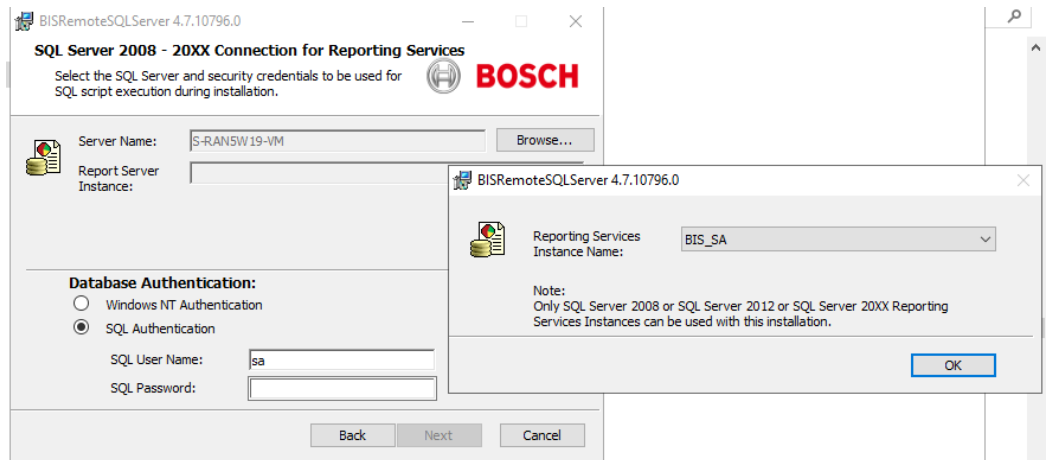 BISRemoteSQLServer 4.7.10796.0
SQL Server 2008 - 20XX Connection for Reporting Services
Select the SQL Server and security credentials to be used for
SQL script execution during installation.
BOSCH
Server Name:
S-RAN5W19-VM
Browse...
Report Server
Instance:
Database Authentication:
Windows NT Authentication
SQL Authentication
SQL User Name:
sa
SQL Password:
Back
Next
Cancel
BISRemoteSQLServer 4.7.10796.0
Reporting Services
Instance Name:
BIS_SA
Note:
Only SQL Server 2008 or SQL Server 2012 or SQL Server 20XX Reporting
Services Instances can be used with this installation.
OK